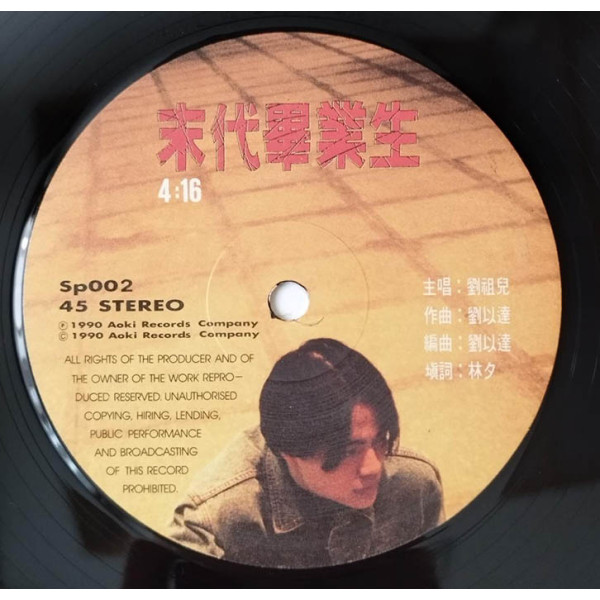 末代畢業生
4:16
Sp002
45 STEREO
℗ 1990 Aoki Records Company
© 1990 Aoki Records Company
ALL RIGHTS OF THE PRODUCER AND OF
THE OWNER OF THE WORK REPRO–
DUCED RESERVED. UNAUTHORISED
COPYING, HIRING, LENDING,
PUBLIC PERFORMANCE
AND BROADCASTING
OF THIS RECORD
PROHIBITED.
主唱：劉祖兒
作曲：劉以達
編曲：劉以達
填詞：林夕